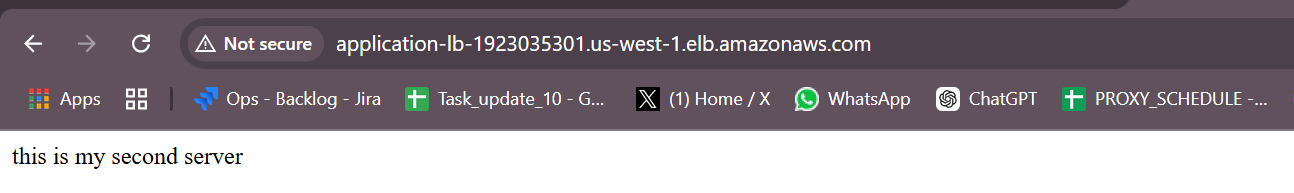 Not secure application-lb-1923035301.us-west-1.elb.amazonaws.com
Apps Ops - Backlog - Jira Task_update_10 - G... (1) Home / X WhatsApp ChatGPT PROXY_SCHEDULE -...
this is my second server